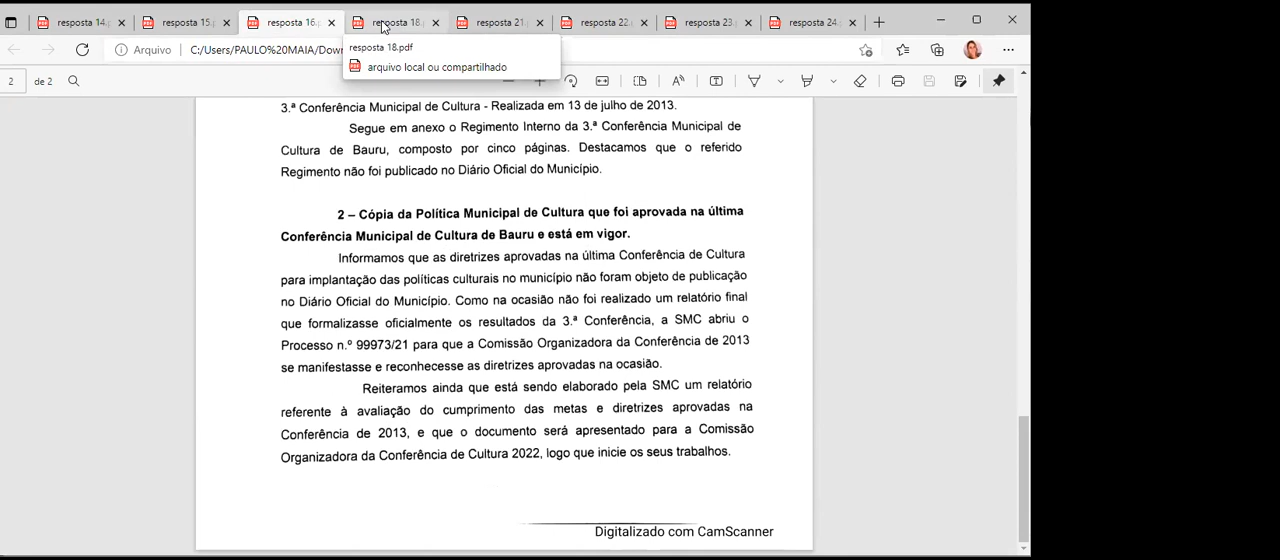 resposta 14.p
resposta 15.p
resposta 16.p
resposta 18.p
resposta 21.p
resposta 22.p
resposta 23.p
resposta 24.p
Arquivo
C:/Users/PAULO%20MAIA/Down
resposta 18.pdf
arquivo local ou compartilhado
2
de 2
3.ª Conferência Municipal de Cultura - Realizada em 13 de julho de 2013.
Segue em anexo o Regimento Interno da 3.ª Conferência Municipal de
Cultura de Bauru, composto por cinco páginas. Destacamos que o referido
Regimento não foi publicado no Diário Oficial do Município.
2 – Cópia da Política Municipal de Cultura que foi aprovada na última
Conferência Municipal de Cultura de Bauru e está em vigor.
Informamos que as diretrizes aprovadas na última Conferência de Cultura
para implantação das políticas culturais no município não foram objeto de publicação
no Diário Oficial do Município. Como na ocasião não foi realizado um relatório final
que formalizasse oficialmente os resultados da 3.ª Conferência, a SMC abriu o
Processo n.º 99973/21 para que a Comissão Organizadora da Conferência de 2013
se manifestasse e reconhecesse as diretrizes aprovadas na ocasião.
Reiteramos ainda que está sendo elaborado pela SMC um relatório
referente à avaliação do cumprimento das metas e diretrizes aprovadas na
Conferência de 2013, e que o documento será apresentado para a Comissão
Organizadora da Conferência de Cultura 2022, logo que inicie os seus trabalhos.
Digitalizado com CamScanner